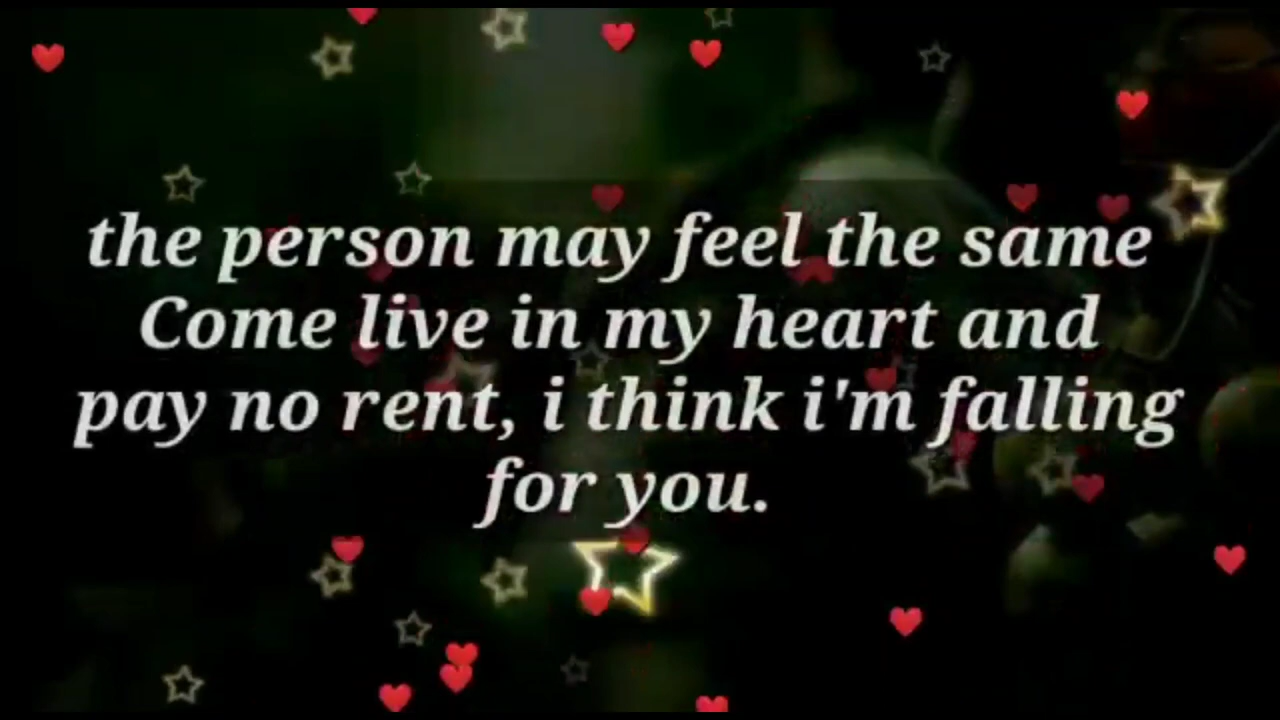 the person may feel the same
Come live in my heart and
pay no rent, i think i'm falling
for you.